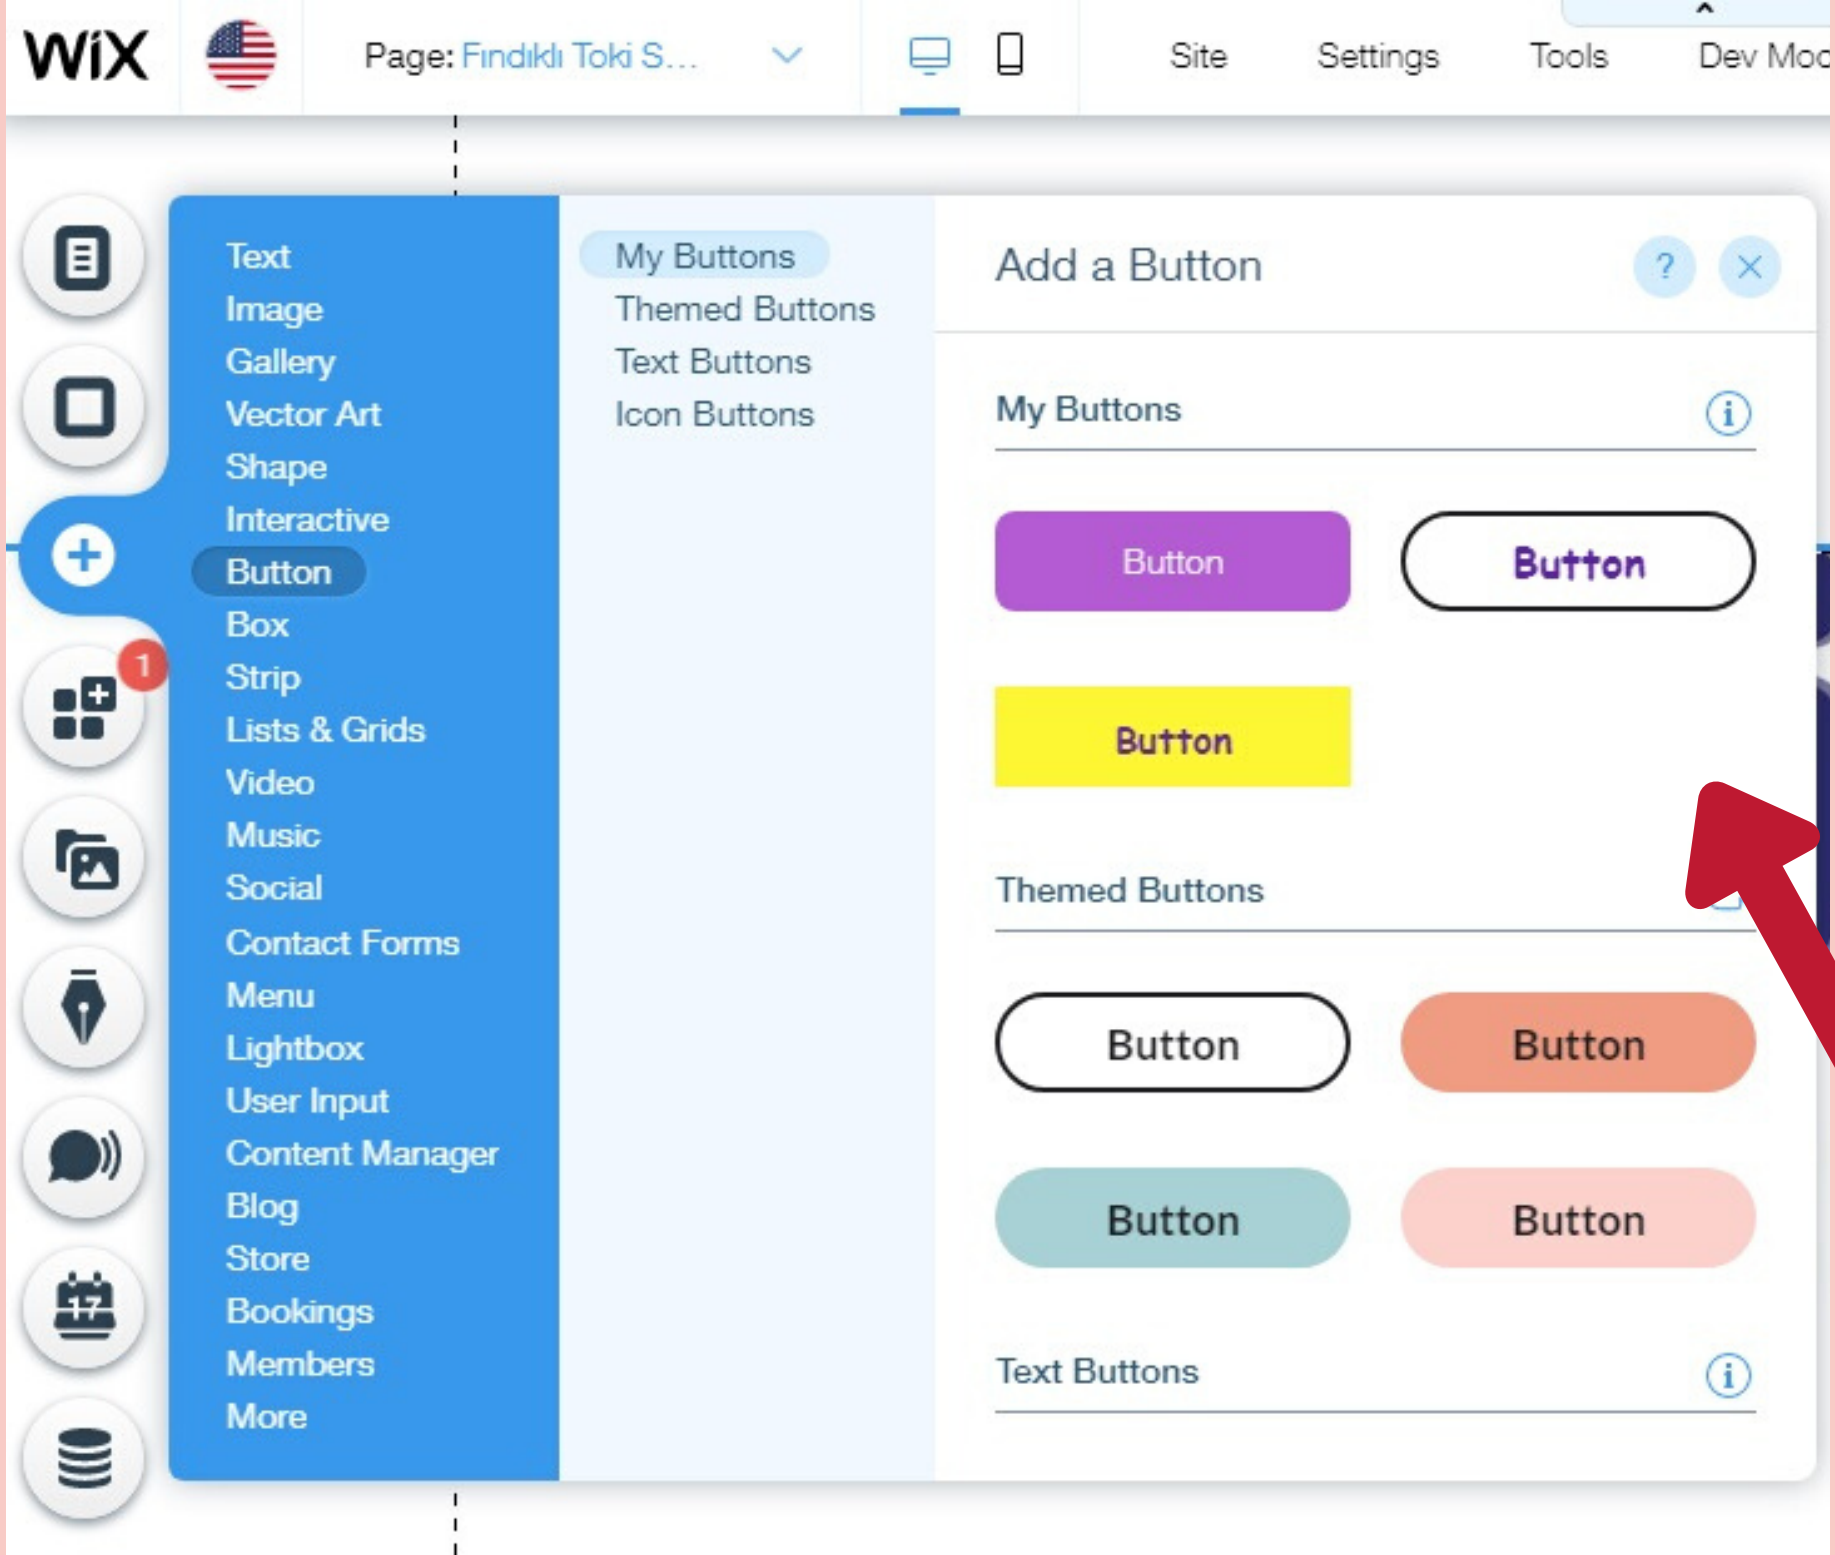 WiX
Page: Fındıklı Toki S...
Site
Settings
Tools
Dev Mod
Text
Image
Gallery
Vector Art
Shape
Interactive
Button
Box
Strip
Lists & Grids
Video
Music
Social
Contact Forms
Menu
Lightbox
User Input
Content Manager
Blog
Store
Bookings
Members
More
1
17
My Buttons
Themed Buttons
Text Buttons
Icon Buttons
Add a Button
?
My Buttons
i
Button
Button
Button
Themed Buttons
Button
Button
Button
Button
Text Buttons
i